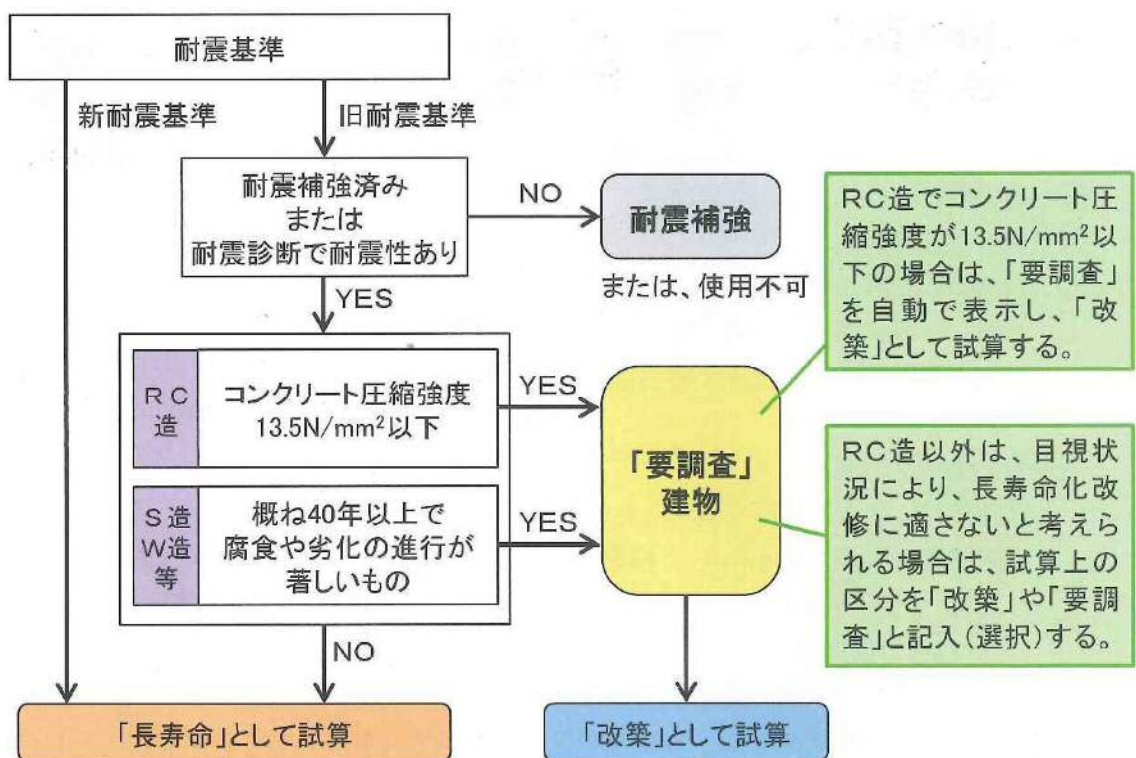 耐震基準
新耐震基準
旧耐震基準
耐震補強済み
または
耐震診断で耐震性あり
NO
耐震補強
または、使用不可
YES
RC
造
コンクリート圧縮強度
13.5N/mm²以下
YES
S造
W造
等
概ね40年以上で
腐食や劣化の進行が
著しいもの
YES
「要調査」
建物
RC造でコンクリート圧
縮強度が13.5N/mm²以
下の場合は、「要調査」
を自動で表示し、「改
築」として試算する。
RC造以外は、目視状
況により、長寿命化改
修に適さないと考えら
れる場合は、試算上の
区分を「改築」や「要調
査」と記入(選択)する。
NO
「長寿命」として試算
「改築」として試算